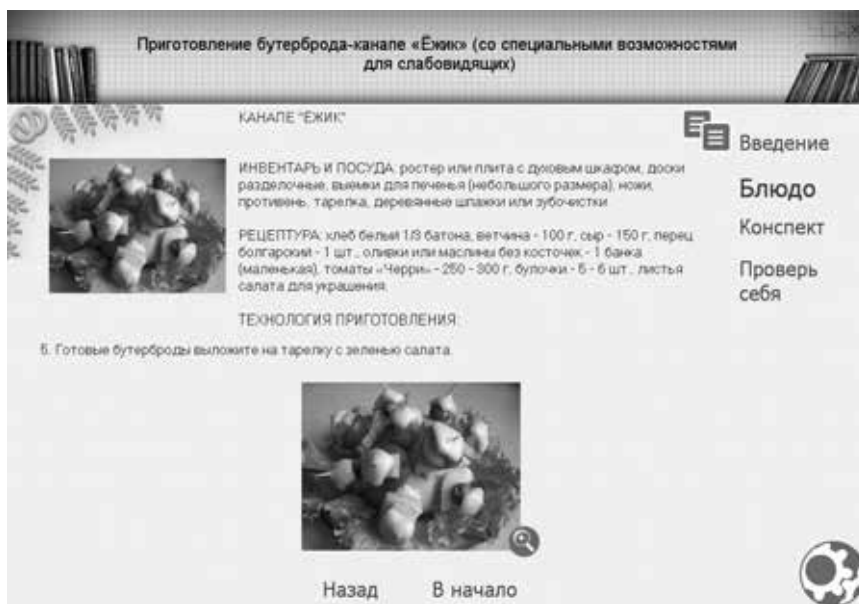 Приготовление бутерброда-канапе «Ёжик» (со специальными возможностями
для слабовидящих)
КАНАПЕ "ЁЖИК"
ИНВЕНТАРЬ И ПОСУДА: ростер или плита с духовым шкафом, доски
разделочные, выемки для печенья (небольшого размера), ножи,
противень, тарелка, деревянные шпажки или зубочистки
РЕЦЕПТУРА: хлеб белый 1/3 батона, ветчина - 100 г, сыр - 150 г, перец
болгарский - 1 шт., оливки или маслины без косточек - 1 банка
(маленькая), томаты «Черри» - 250 - 300 г, булочки - 5 - 6 шт., листья
салата для украшения.
ТЕХНОЛОГИЯ ПРИГОТОВЛЕНИЯ:
5. Готовые бутерброды выложите на тарелку с зеленью салата.
Введение
Блюдо
Конспект
Проверь
себя
Назад
В начало